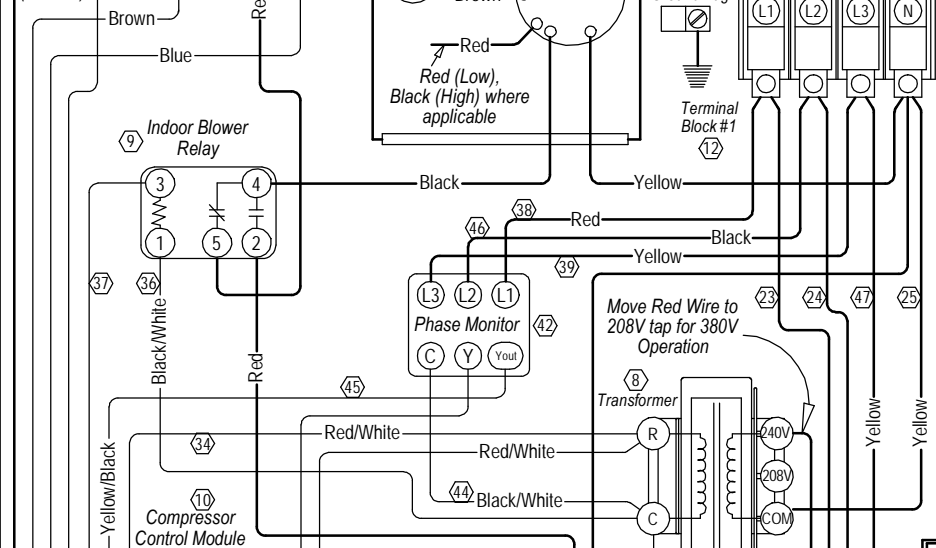 Brown
Blue
Red
Red (Low),
Black (High) where
applicable
L1
L2
L3
N
Terminal
Block #1
12
Indoor Blower
Relay
9
3
4
1
5
2
Black
Yellow
38
Red
46
Black
39
Yellow
37
36
L3
L2
L1
Phase Monitor
42
C
Y
Yout
23
24
47
25
Move Red Wire to
208V tap for 380V
Operation
8
Transformer
Black/White
Red
45
34
Red/White
Red/White
R
240V
208V
COM
C
44
Black/White
Yellow/Black
10
Compressor
Control Module
Yellow
Yellow